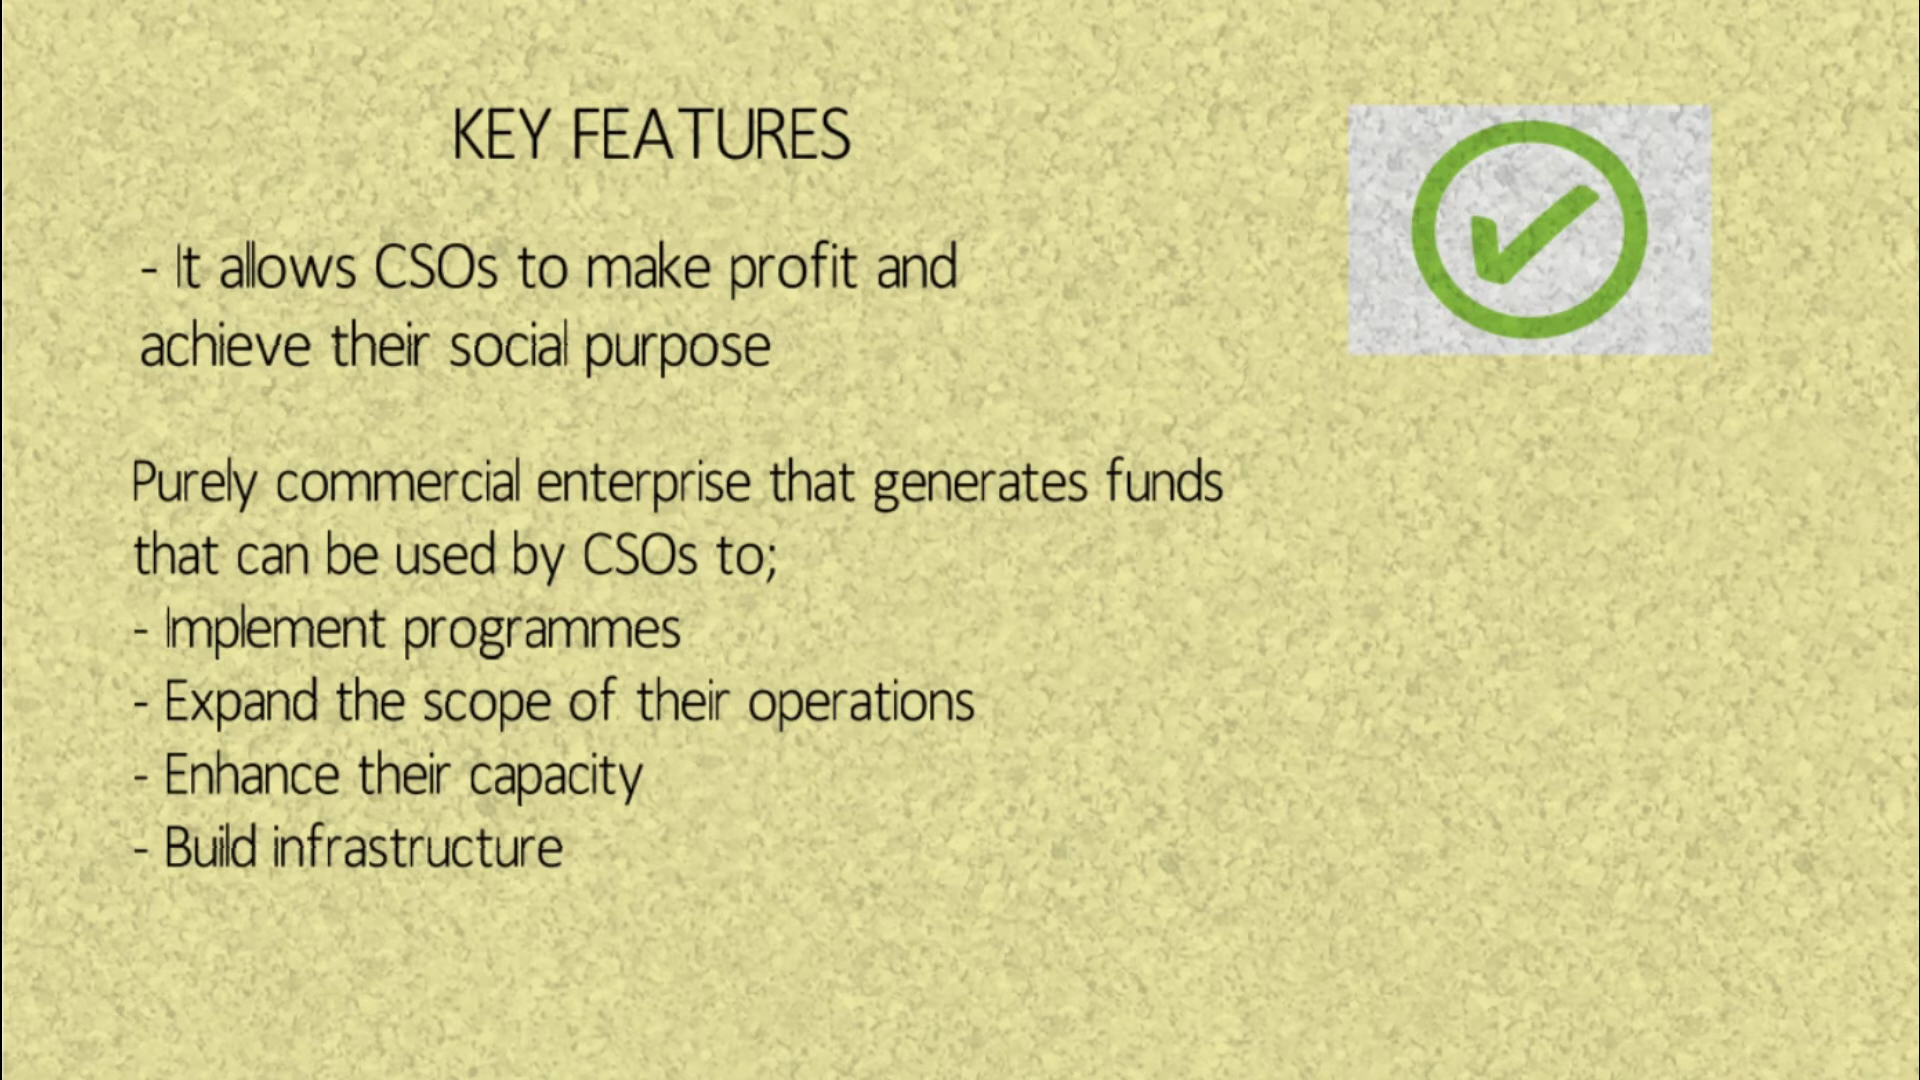 KEY FEATURES
- It allows CSOs to make profit and
achieve their social purpose
Purely commercial enterprise that generates funds
that can be used by CSOs to;
- Implement programmes
- Expand the scope of their operations
- Enhance their capacity
- Build infrastructure